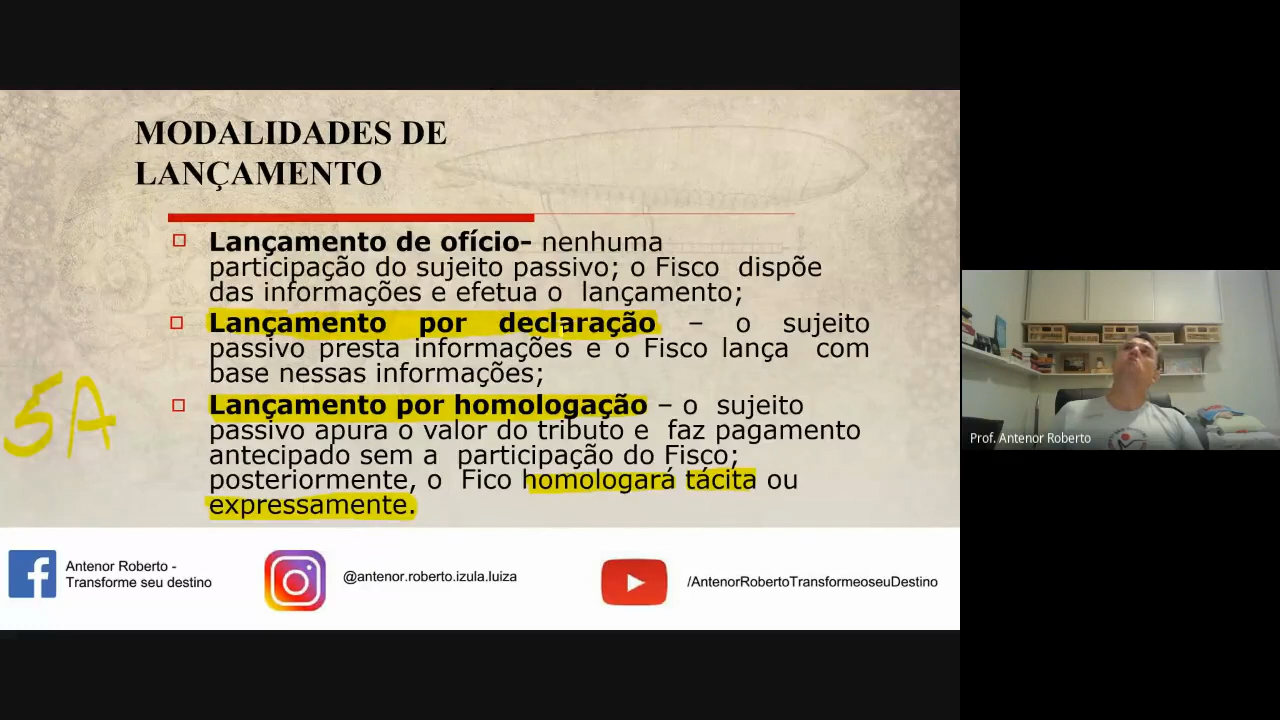 MODALIDADES DE
LANÇAMENTO
Lançamento de ofício- nenhuma
participação do sujeito passivo; o Fisco dispõe
das informações e efetua o lançamento;
Lançamento por declaração – o sujeito
passivo presta informações e o Fisco lança com
base nessas informações;
5A
Lançamento por homologação – o sujeito
passivo apura o valor do tributo e faz pagamento
antecipado sem a participação do Fisco;
posteriormente, o Fico homologará tácita ou
expressamente.
Prof. Antenor Roberto
Antenor Roberto -
Transforme seu destino
@antenor.roberto.izula.luiza
/AntenorRobertoTransformeoseuDestino